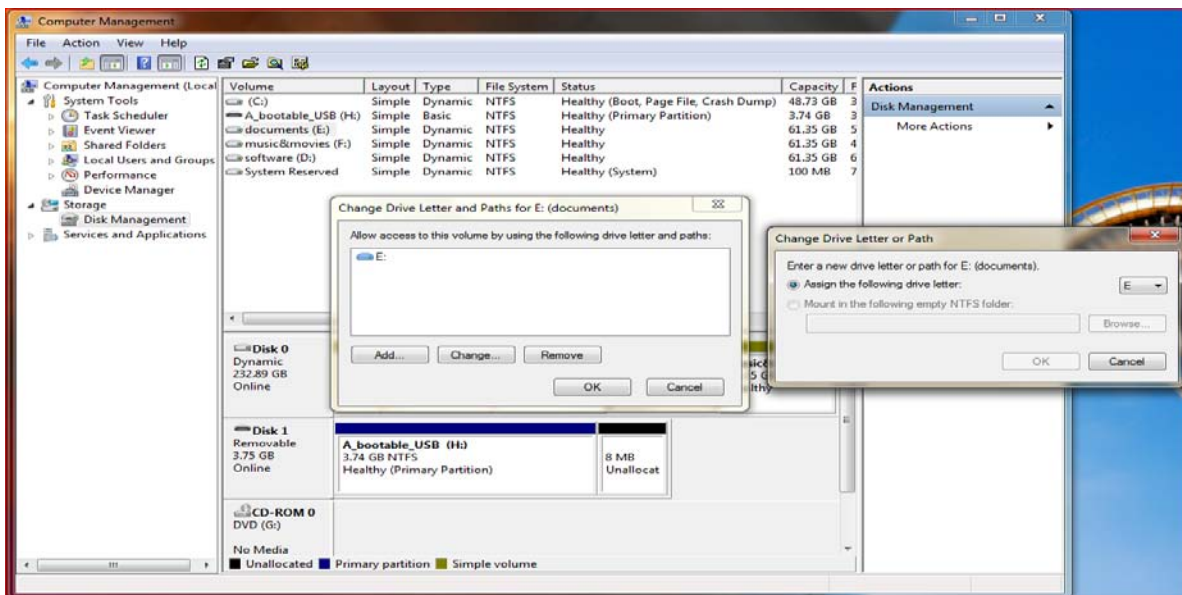 Computer Management
File Action View Help
Computer Management (Local
System Tools
Task Scheduler
Event Viewer
Shared Folders
Local Users and Groups
Performance
Device Manager
Storage
Disk Management
Services and Applications
Volume Layout Type File System Status Capacity F
(C:) Simple Dynamic NTFS Healthy (Boot, Page File, Crash Dump) 48.73 GB 3
A_bootable_USB (H:) Simple Basic NTFS Healthy (Primary Partition) 3.74 GB 3
documents (E:) Simple Dynamic NTFS Healthy 61.35 GB 5
music&movies (F:) Simple Dynamic NTFS Healthy 61.35 GB 4
software (D:) Simple Dynamic NTFS Healthy 61.35 GB 6
System Reserved Simple Dynamic NTFS Healthy (System) 100 MB 7
Actions
Disk Management
More Actions
Change Drive Letter and Paths for E: (documents)
Allow access to this volume by using the following drive letter and paths:
E:
Add... Change... Remove
OK Cancel
Change Drive Letter or Path
Enter a new drive letter or path for E: (documents).
Assign the following drive letter: E
Mount in the following empty NTFS folder:
Browse...
OK Cancel
Disk 0
Dynamic
232.89 GB
Online
Disk 1
Removable
3.75 GB
Online
A_bootable_USB (H:)
3.74 GB NTFS
Healthy (Primary Partition)
8 MB
Unallocat
CD-ROM 0
DVD (G:)
No Media
Unallocated Primary partition Simple volume